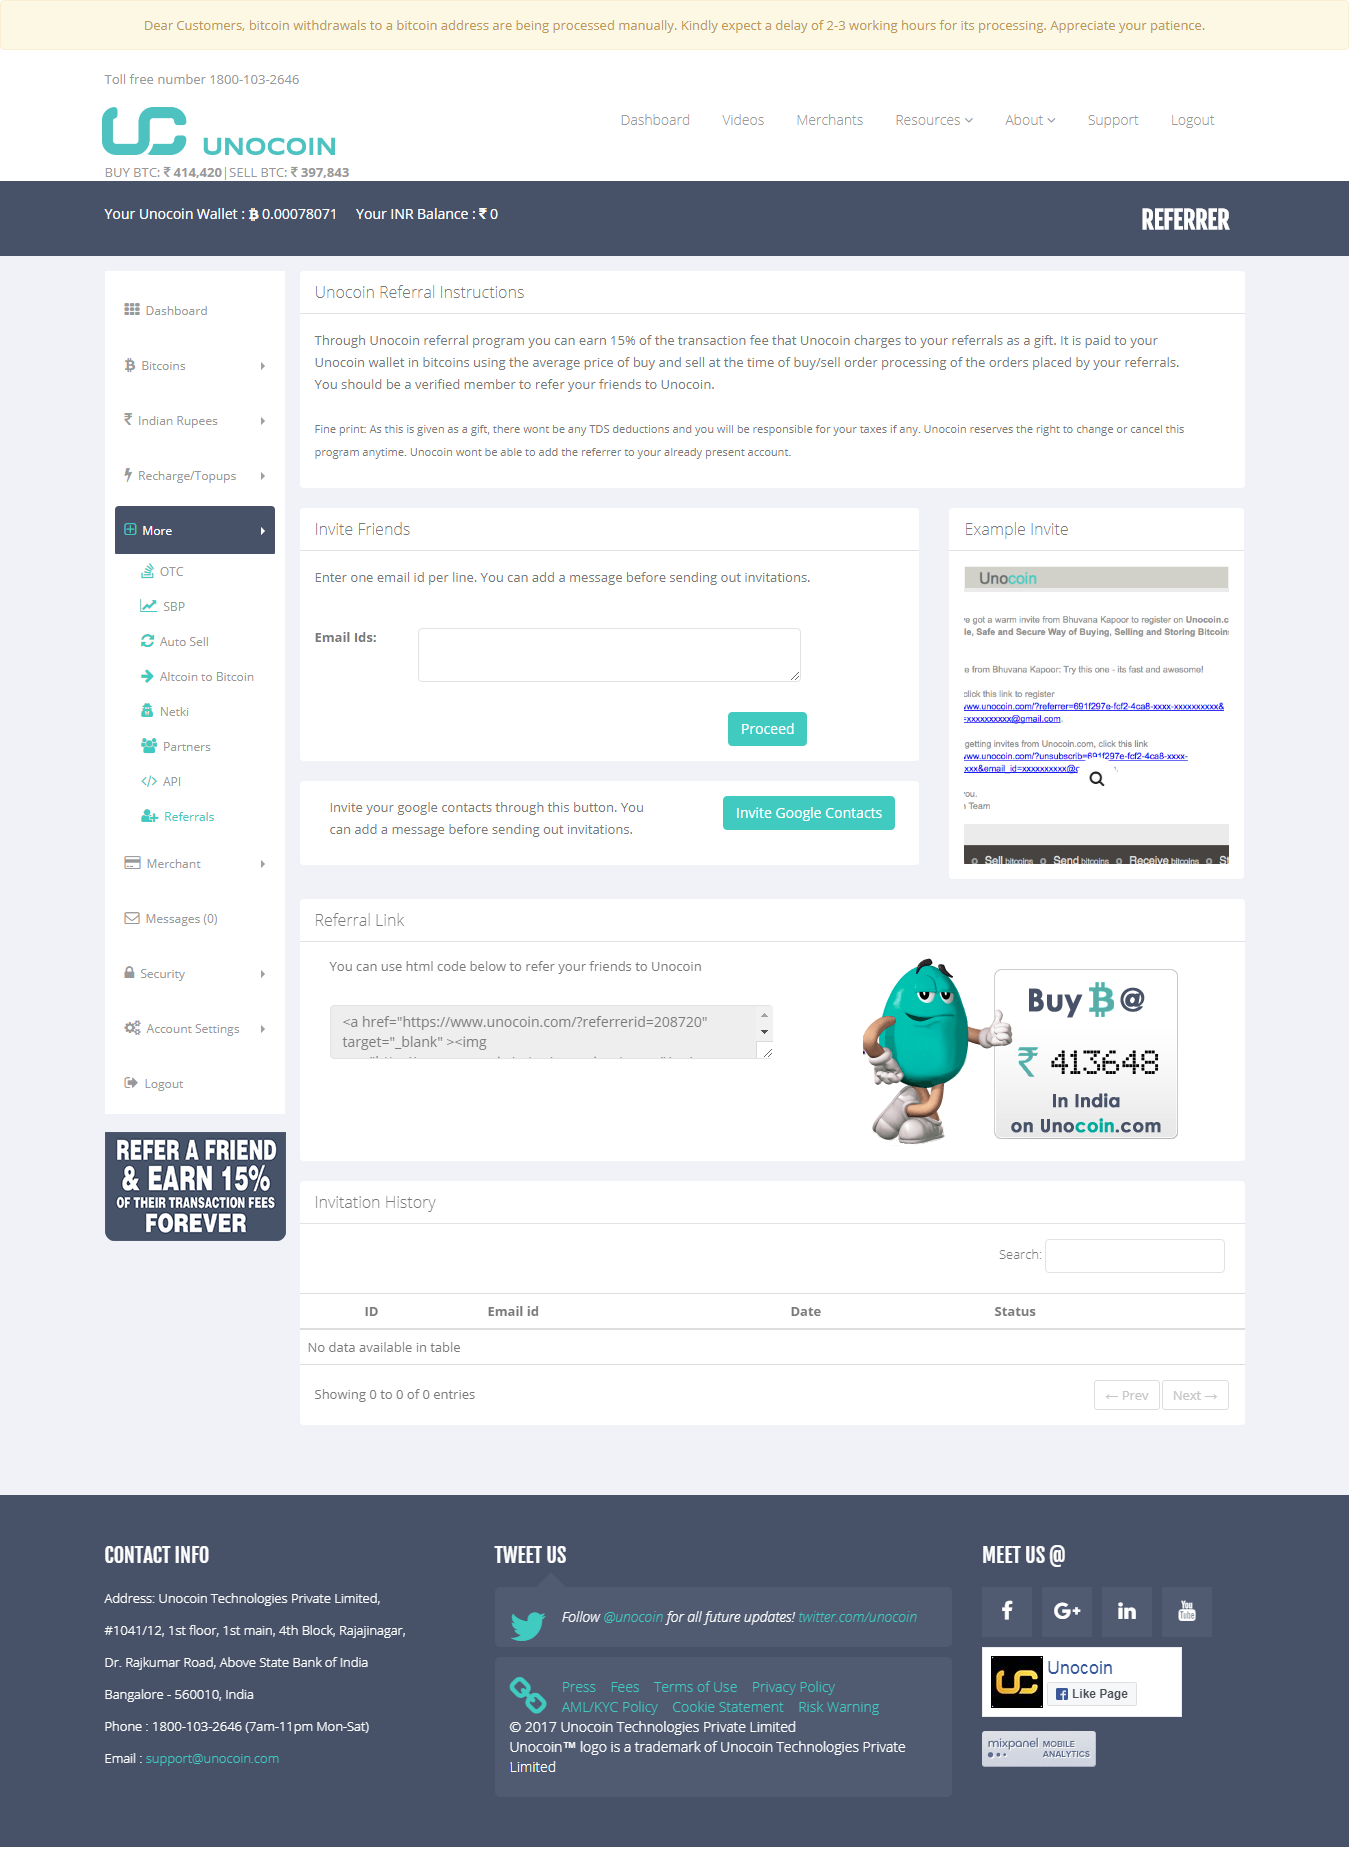 Dear Customers, bitcoin withdrawals to a bitcoin address are being processed manually. Kindly expect a delay of 2-3 working hours for its processing. Appreciate your patience.
Toll free number 1800-103-2646
UNOCOIN
Dashboard Videos Merchants Resources About Support Logout
BUY BTC: ₹ 414,420|SELL BTC: ₹ 397,843
Your Unocoin Wallet : ₿ 0.00078071 Your INR Balance : ₹ 0
REFERRER
Dashboard
Bitcoins
Indian Rupees
Recharge/Topups
More
OTC
SBP
Auto Sell
Altcoin to Bitcoin
Netki
Partners
API
Referrals
Merchant
Messages (0)
Security
Account Settings
Logout
REFER A FRIEND
& EARN 15%
OF THEIR TRANSACTION FEES
FOREVER
Unocoin Referral Instructions
Through Unocoin referral program you can earn 15% of the transaction fee that Unocoin charges to your referrals as a gift. It is paid to your
Unocoin wallet in bitcoins using the average price of buy and sell at the time of buy/sell order processing of the orders placed by your referrals.
You should be a verified member to refer your friends to Unocoin.
Fine print: As this is given as a gift, there wont be any TDS deductions and you will be responsible for your taxes if any. Unocoin reserves the right to change or cancel this
program anytime. Unocoin wont be able to add the referrer to your already present account.
Invite Friends
Enter one email id per line. You can add a message before sending out invitations.
Email Ids:
Proceed
Invite your google contacts through this button. You
can add a message before sending out invitations.
Invite Google Contacts
Example Invite
Unocoin
've got a warm invite from Bhuvana Kapoor to register on Unocoin.c
le, Safe and Secure Way of Buying, Selling and Storing Bitcoin
e from Bhuvana Kapoor: Try this one - its fast and awesome!
click this link to register
www.unocoin.com/?referrer=691f297e-fcf2-4ca8-xxxx-xxxxxxxxxx&
=xxxxxxxxxx@gmail.com.
getting invites from Unocoin.com, click this link
www.unocoin.com/?unsubscrib=691f297e-fcf2-4ca8-xxxx-
xxx&email_id=xxxxxxxxxx@
ou.
n Team
Sell bitcoins Send bitcoins Receive bitcoins St
Referral Link
You can use html code below to refer your friends to Unocoin
<a href="https://www.unocoin.com/?referrerid=208720"
target="_blank" ><img
Buy ₿ @
₹ 413648
In India
on Unocoin.com
Invitation History
Search:
ID Email id Date Status
No data available in table
Showing 0 to 0 of 0 entries
← Prev Next →
CONTACT INFO
Address: Unocoin Technologies Private Limited,
#1041/12, 1st floor, 1st main, 4th Block, Rajajinagar,
Dr. Rajkumar Road, Above State Bank of India
Bangalore - 560010, India
Phone : 1800-103-2646 (7am-11pm Mon-Sat)
Email : support@unocoin.com
TWEET US
Follow @unocoin for all future updates! twitter.com/unocoin
Press Fees Terms of Use Privacy Policy
AML/KYC Policy Cookie Statement Risk Warning
© 2017 Unocoin Technologies Private Limited
Unocoin™ logo is a trademark of Unocoin Technologies Private
Limited
MEET US @
You
Tube
Unocoin
Like Page
mixpanel MOBILE
ANALYTICS